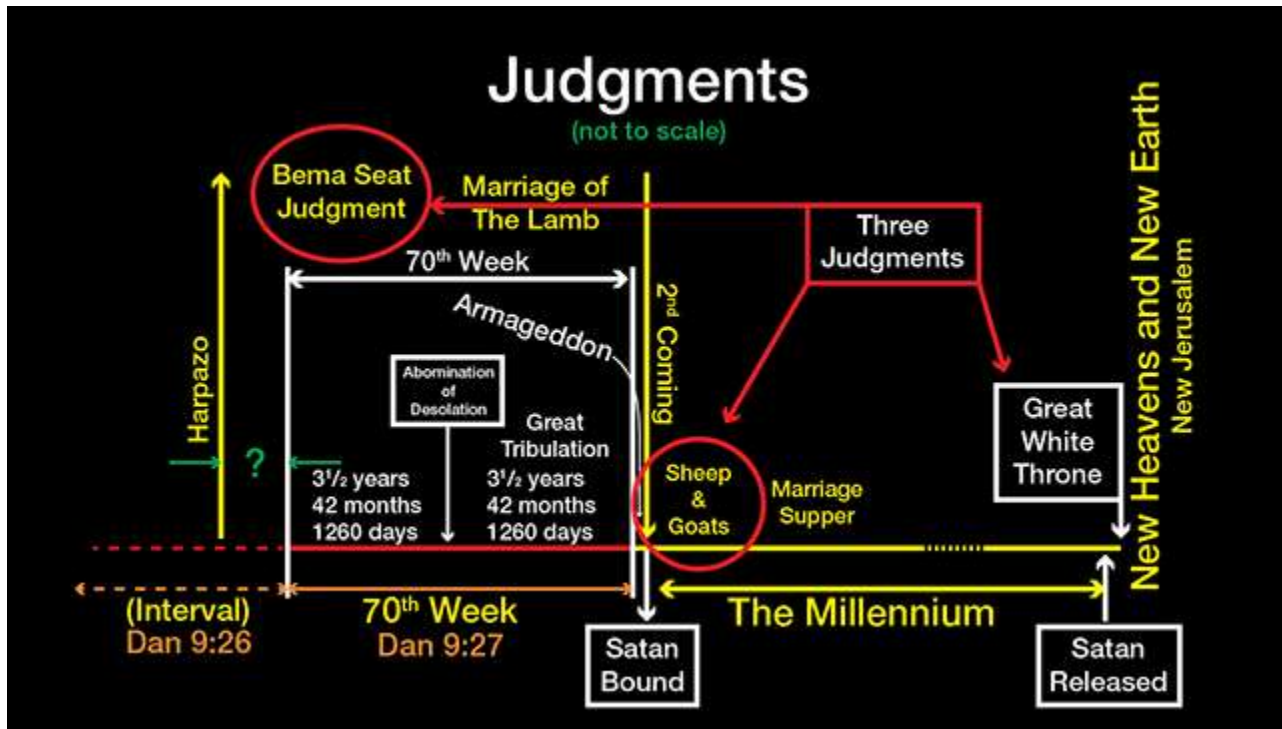 Judgments
(not to scale)
Bema Seat
Judgment
Marriage of
The Lamb
Three
Judgments
70th Week
Armageddon
2nd Coming
Harpazo
?
Abomination
of
Desolation
Great
Tribulation
3½ years
42 months
1260 days
3½ years
42 months
1260 days
Sheep
&
Goats
Marriage
Supper
Great
White
Throne
New Heavens and New Earth
New Jerusalem
(Interval)
Dan 9:26
70th Week
Dan 9:27
The Millennium
Satan
Bound
Satan
Released